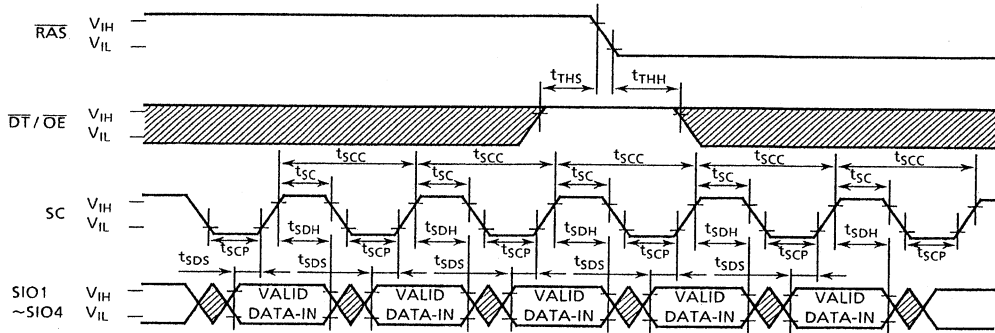 RAS VIH
VIL
tTHS tTHH
DT / OE VIH
VIL
tSCC tSCC tSCC tSCC tSCC
tSC tSC tSC tSC tSC
SC VIH
VIL
tSCP tSDH tSCP tSDH tSCP tSDH tSCP tSDH tSCP tSDH tSCP
tSDS tSDS tSDS tSDS tSDS
SIO1 VIH VALID VALID VALID VALID VALID
~SIO4 VIL DATA-IN DATA-IN DATA-IN DATA-IN DATA-IN